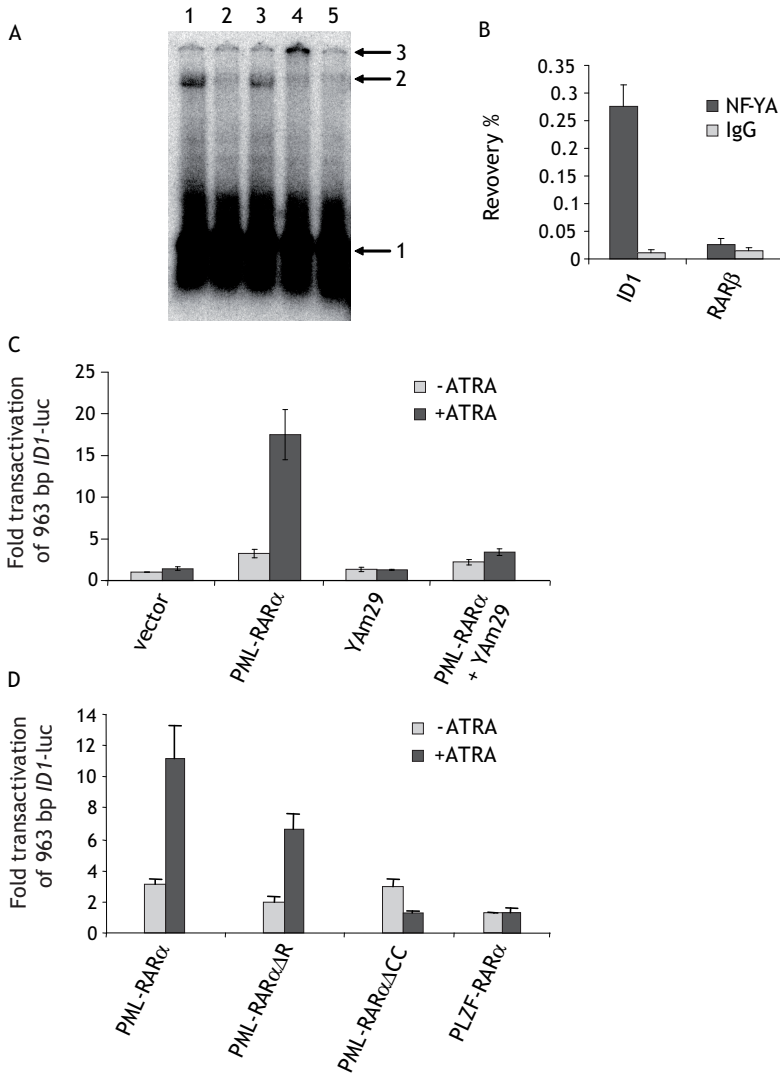 A
1 2 3 4 5
3
2
1
B
Revovery %
0.35
0.3
0.25
0.2
0.15
0.1
0.05
0
NF-YA
IgG
ID1
RARβ
C
Fold transactivation
of 963 bp ID1-luc
25
20
15
10
5
0
-ATRA
+ATRA
vector
PML-RARα
YAm29
PML-RARα
+ YAm29
D
Fold transactivation
of 963 bp ID1-luc
14
12
10
8
6
4
2
0
-ATRA
+ATRA
PML-RARα
PML-RARαΔR
PML-RARαΔCC
PLZF-RARα